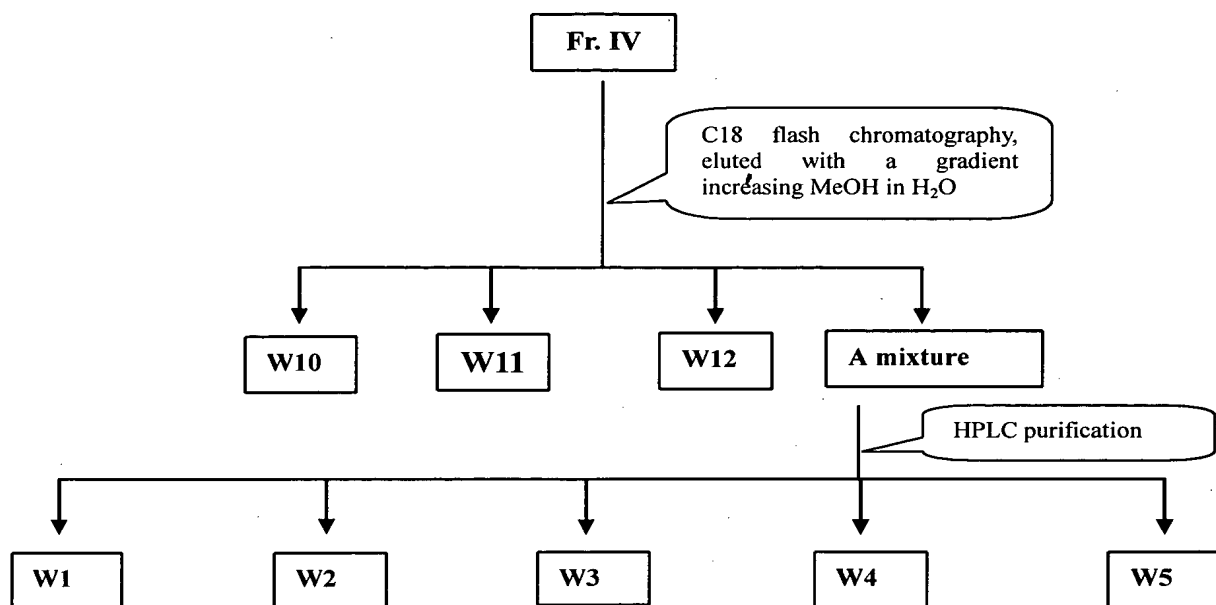 Fr. IV
C18 flash chromatography,
eluted with a gradient
increasing MeOH in H₂O
W10
W11
W12
A mixture
HPLC purification
W1
W2
W3
W4
W5